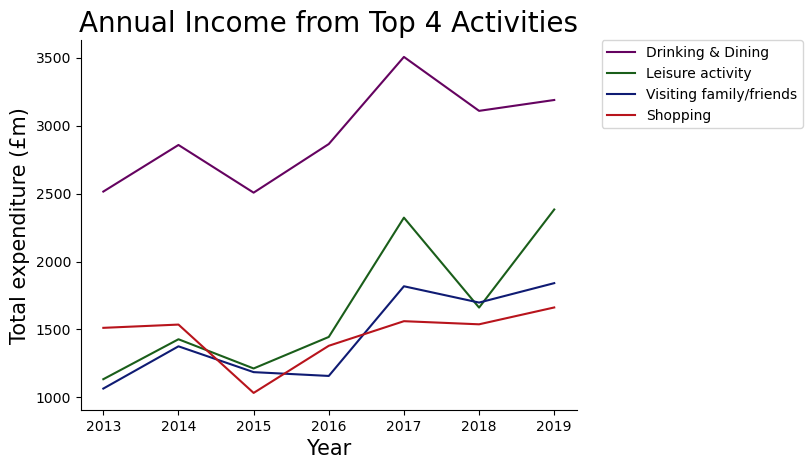 Annual Income from Top 4 Activities
Total expenditure (£m)
3500
3000
2500
2000
1500
1000
2013 2014 2015 2016 2017 2018 2019
Year
Drinking & Dining
Leisure activity
Visiting family/friends
Shopping